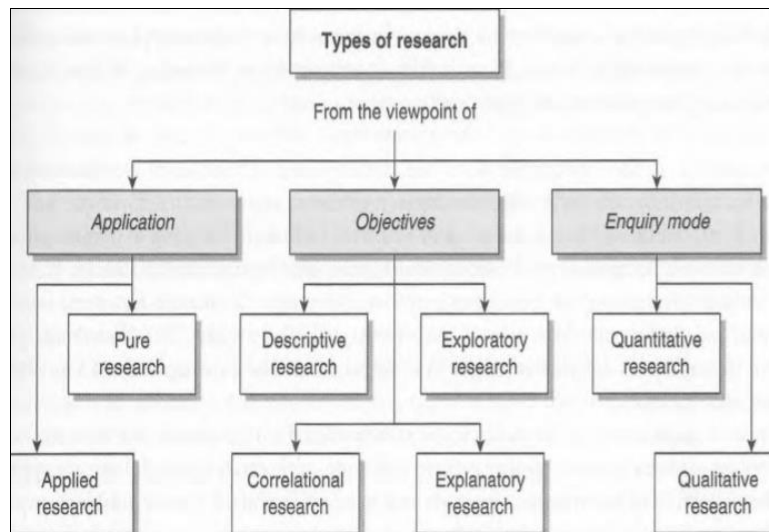 Types of research
From the viewpoint of
Application
Objectives
Enquiry mode
Pure
research
Descriptive
research
Exploratory
research
Quantitative
research
Applied
research
Correlational
research
Explanatory
research
Qualitative
research